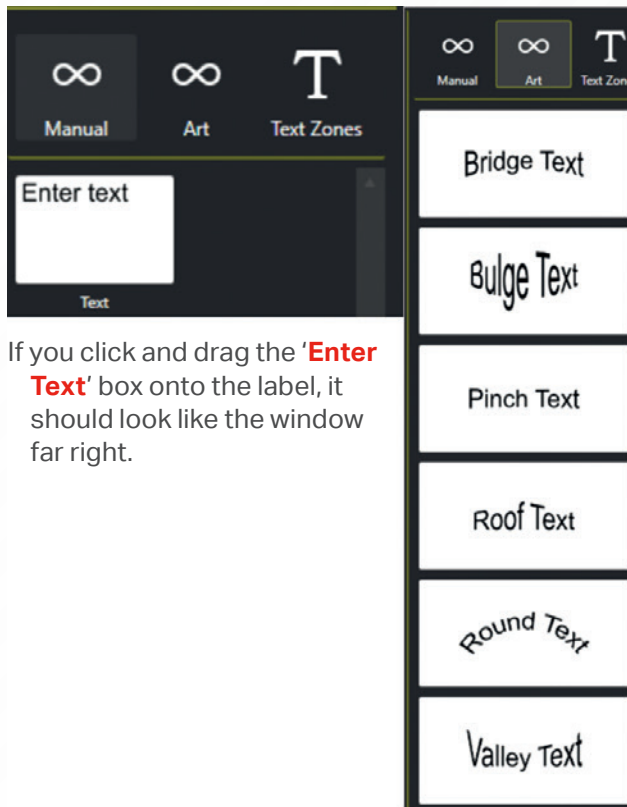 Manual Art Text Zones
Enter text
Text
If you click and drag the ‘Enter
Text’ box onto the label, it
should look like the window
far right.
Manual Art Text Zon
Bridge Text
Bulge Text
Pinch Text
Roof Text
Round Text
Valley Text